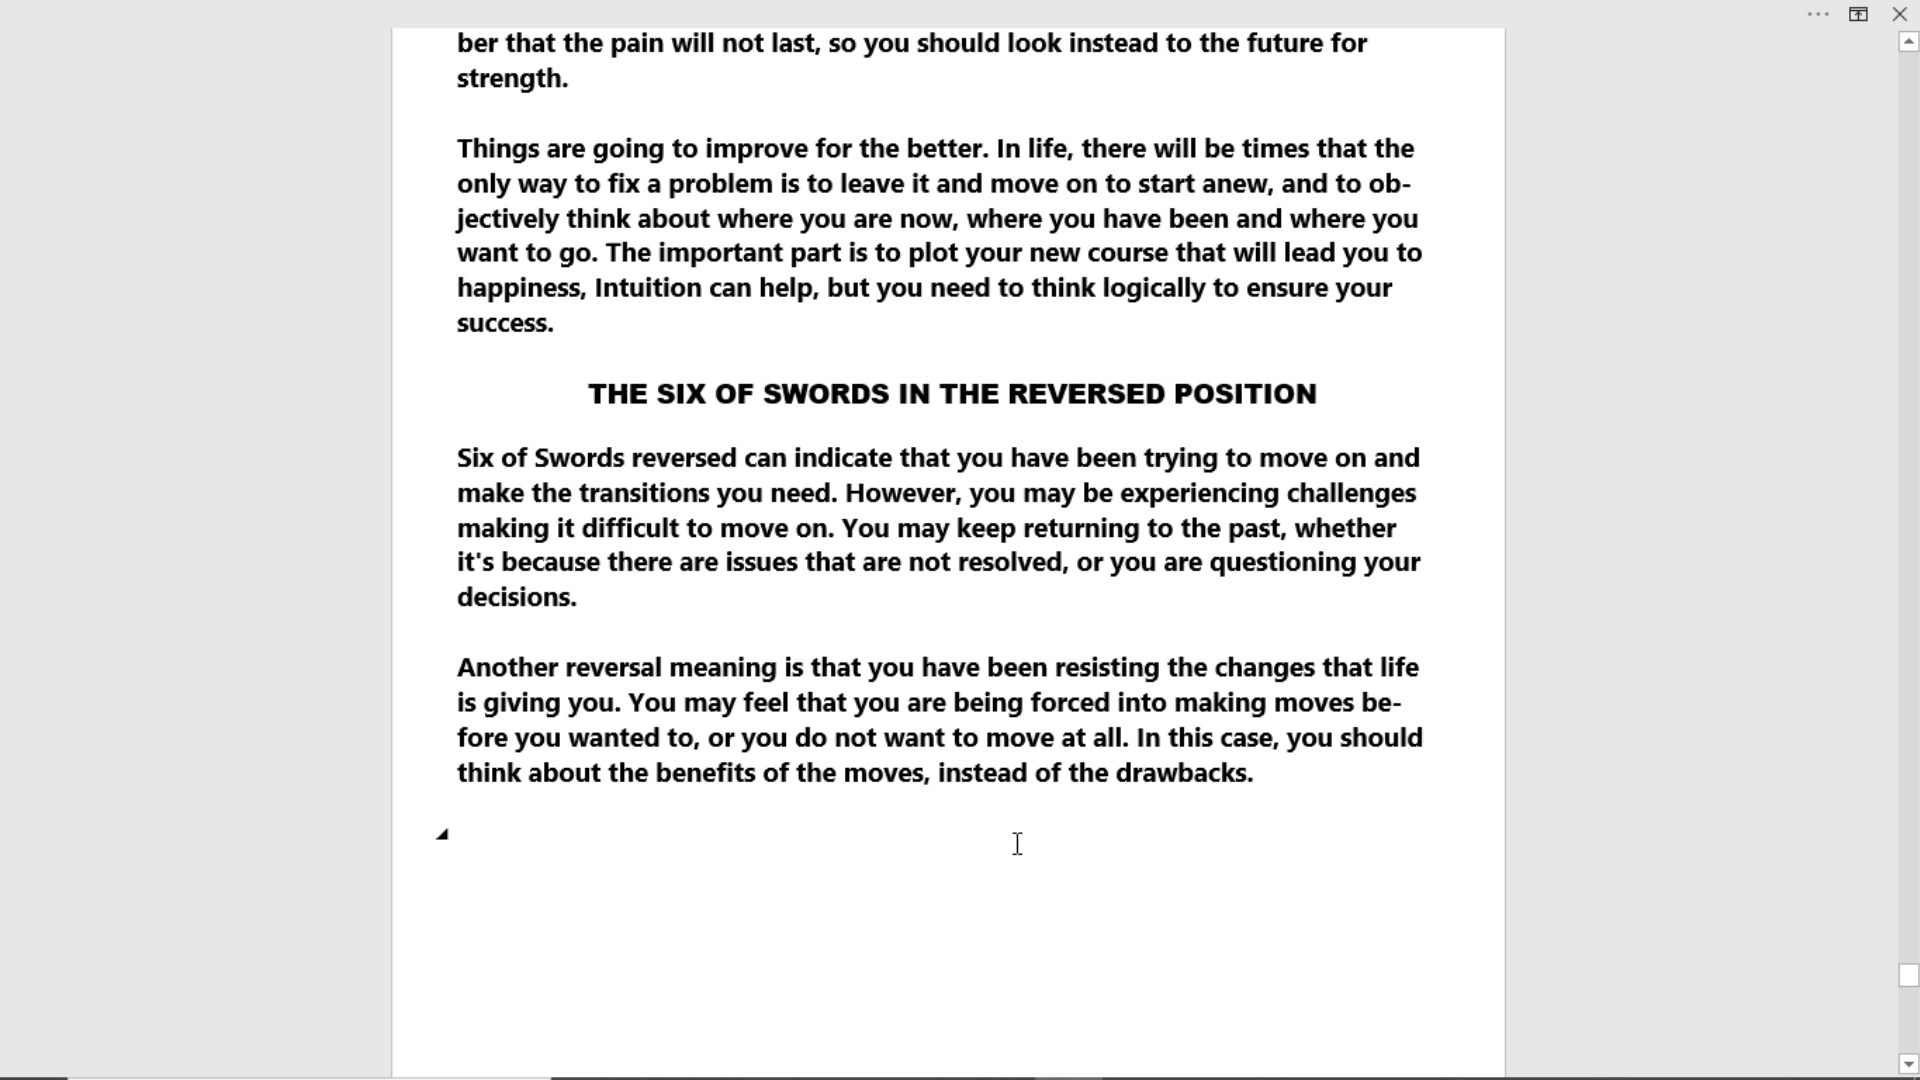 ber that the pain will not last, so you should look instead to the future for
strength.
Things are going to improve for the better. In life, there will be times that the
only way to fix a problem is to leave it and move on to start anew, and to ob-
jectively think about where you are now, where you have been and where you
want to go. The important part is to plot your new course that will lead you to
happiness, Intuition can help, but you need to think logically to ensure your
success.
THE SIX OF SWORDS IN THE REVERSED POSITION
Six of Swords reversed can indicate that you have been trying to move on and
make the transitions you need. However, you may be experiencing challenges
making it difficult to move on. You may keep returning to the past, whether
it's because there are issues that are not resolved, or you are questioning your
decisions.
Another reversal meaning is that you have been resisting the changes that life
is giving you. You may feel that you are being forced into making moves be-
fore you wanted to, or you do not want to move at all. In this case, you should
think about the benefits of the moves, instead of the drawbacks.